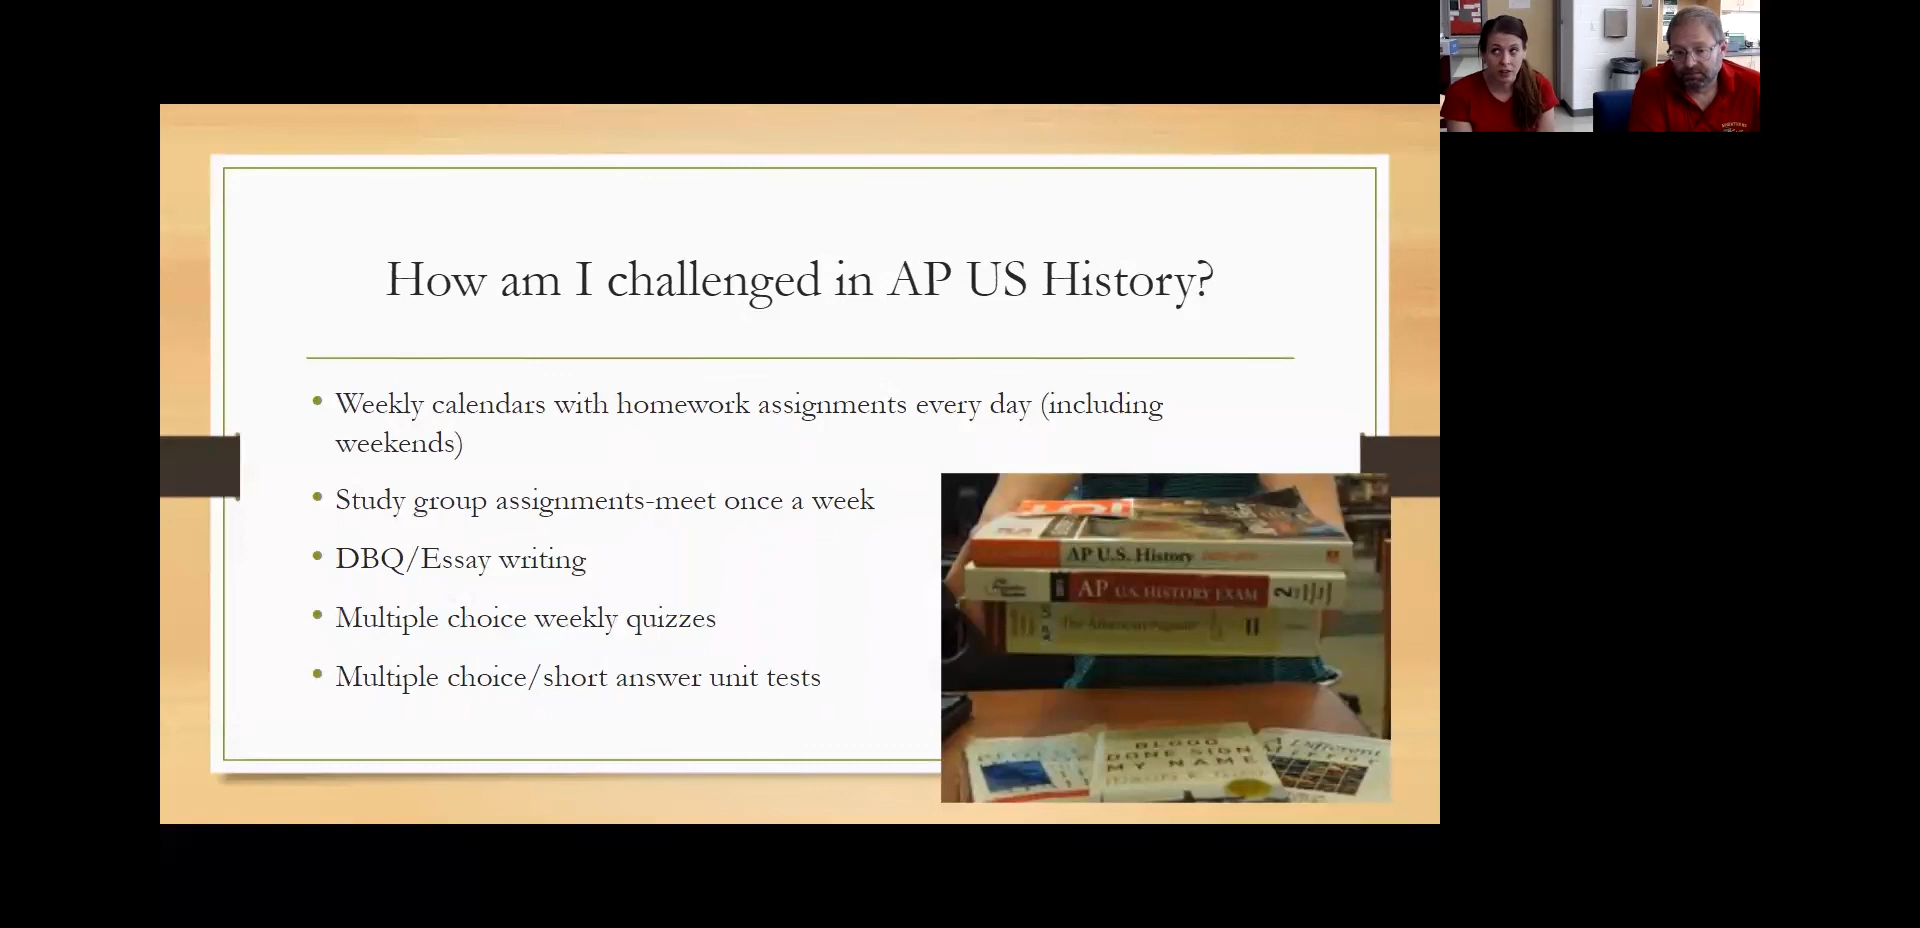 How am I challenged in AP US History?
• Weekly calendars with homework assignments every day (including
weekends)
• Study group assignments-meet once a week
• DBQ/Essay writing
• Multiple choice weekly quizzes
• Multiple choice/short answer unit tests
AP U.S. History
AP U.S. HISTORY EXAM
The American Pageant
BLOOD
DONE SIGN
MY NAME
A Different